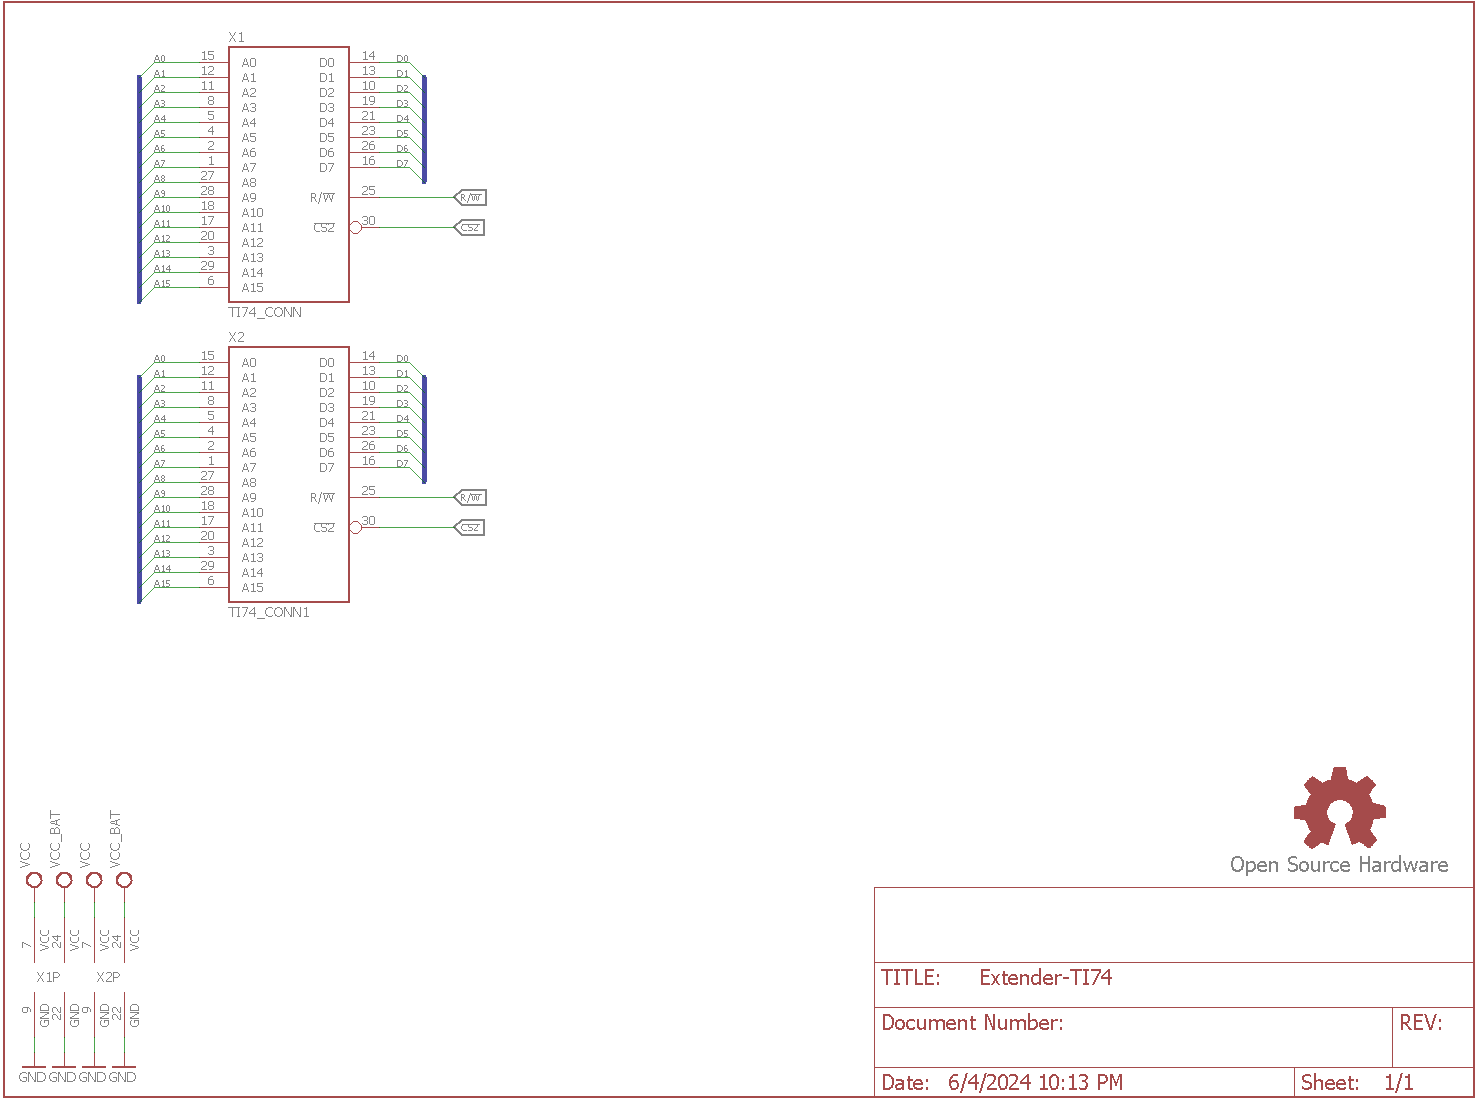 X1
A0 15 A0 D0 14 D0
A1 12 A1 D1 13 D1
A2 11 A2 D2 10 D2
A3 8 A3 D3 19 D3
A4 5 A4 D4 21 D4
A5 4 A5 D5 23 D5
A6 2 A6 D6 26 D6
A7 1 A7 D7 16 D7
A8 27 A8
A9 28 A9 R/W 25 R/W
A10 18 A10
A11 17 A11 CS2 30 CS2
A12 20 A12
A13 3 A13
A14 29 A14
A15 6 A15
TI74_CONN
X2
A0 15 A0 D0 14 D0
A1 12 A1 D1 13 D1
A2 11 A2 D2 10 D2
A3 8 A3 D3 19 D3
A4 5 A4 D4 21 D4
A5 4 A5 D5 23 D5
A6 2 A6 D6 26 D6
A7 1 A7 D7 16 D7
A8 27 A8
A9 28 A9 R/W 25 R/W
A10 18 A10
A11 17 A11 CS2 30 CS2
A12 20 A12
A13 3 A13
A14 29 A14
A15 6 A15
TI74_CONN1
VCC VCC_BAT VCC VCC_BAT
7 VCC 24 VCC 7 VCC 24 VCC
X1P X2P
9 GND 22 GND 9 GND 22 GND
GND GND GND GND
Open Source Hardware
TITLE: Extender-TI74
Document Number: REV:
Date: 6/4/2024 10:13 PM Sheet: 1/1